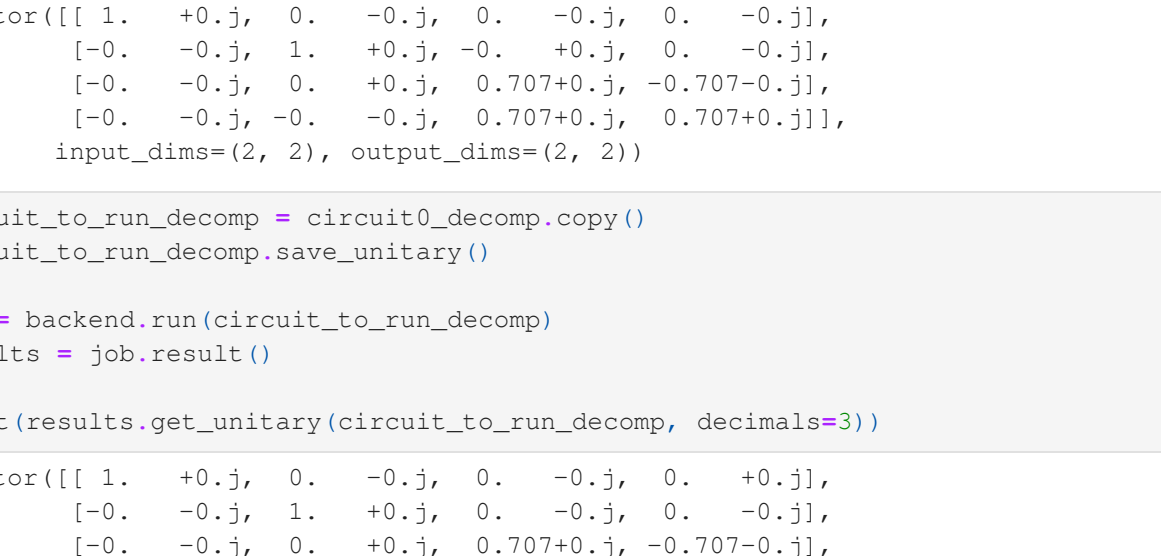 tor([[ 1.   +0.j,  0.   -0.j,  0.   -0.j,  0.   -0.j],
[-0.   -0.j,  1.   +0.j, -0.   +0.j,  0.   -0.j],
[-0.   -0.j,  0.   +0.j,  0.707+0.j, -0.707-0.j],
[-0.   -0.j, -0.   -0.j,  0.707+0.j,  0.707+0.j]],
input_dims=(2, 2), output_dims=(2, 2))
uit_to_run_decomp = circuit0_decomp.copy()
uit_to_run_decomp.save_unitary()
= backend.run(circuit_to_run_decomp)
lts = job.result()
t(results.get_unitary(circuit_to_run_decomp, decimals=3))
tor([[ 1.   +0.j,  0.   -0.j,  0.   -0.j,  0.   +0.j],
[-0.   -0.j,  1.   +0.j,  0.   -0.j,  0.   -0.j],
[-0.   -0.j,  0.   +0.j,  0.707+0.j, -0.707-0.j],